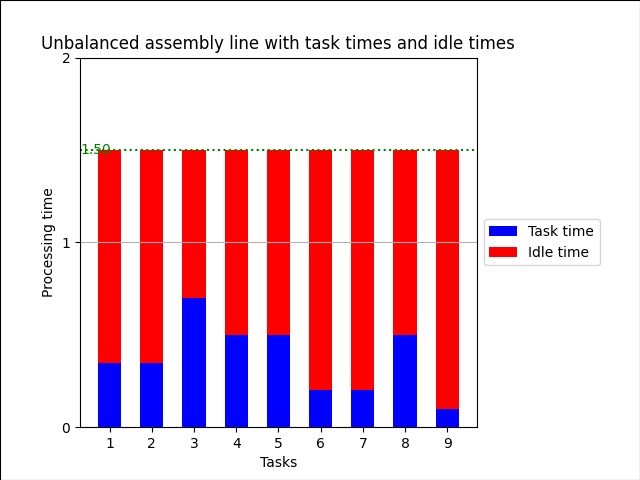 Unbalanced assembly line with task times and idle times
2
1.50
1
0
Processing time
1 2 3 4 5 6 7 8 9
Tasks
Task time
Idle time